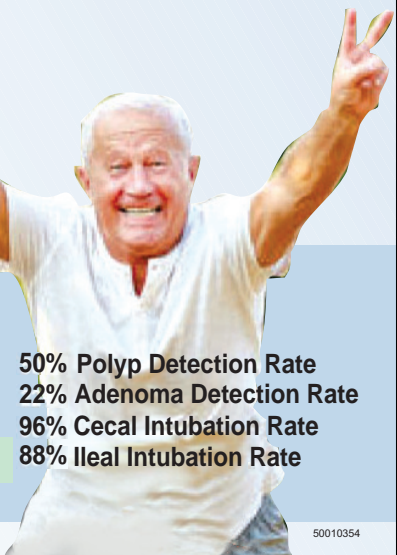 50% Polyp Detection Rate
22% Adenoma Detection Rate
96% Cecal Intubation Rate
88% Ileal Intubation Rate
50010354